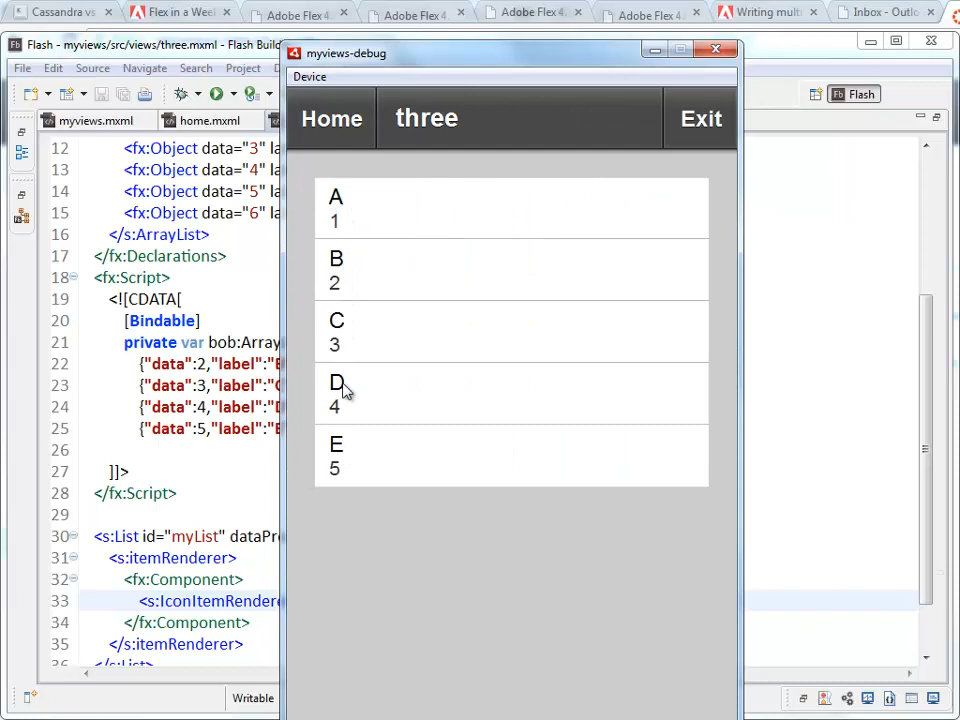 Cassandra vs
Flex in a Week
Adobe Flex 4.
Adobe Flex 4.
Adobe Flex 4.
Adobe Flex 4.
Writing mult
Inbox - Outlo
Fb Flash - myviews/src/views/three.mxml - Flash Build
File Edit Source Navigate Search Project
Fb Flash
myviews.mxml home.mxml
12 <fx:Object data="3" la
13 <fx:Object data="4" la
14 <fx:Object data="5" la
15 <fx:Object data="6" la
16 </s:ArrayList>
17 </fx:Declarations>
18 <fx:Script>
19 <![CDATA[
20 [Bindable]
21 private var bob:Array
22 {"data":2,"label":"B
23 {"data":3,"label":"C
24 {"data":4,"label":"D
25 {"data":5,"label":"E
26
27 ]]>
28 </fx:Script>
29
30 <s:List id="myList" dataPro
31 <s:itemRenderer>
32 <fx:Component>
33 <s:IconItemRendere
34 </fx:Component>
35 </s:itemRenderer>
36 </s:List>
Writable
myviews-debug
Device
Home three Exit
A
1
B
2
C
3
D
4
E
5